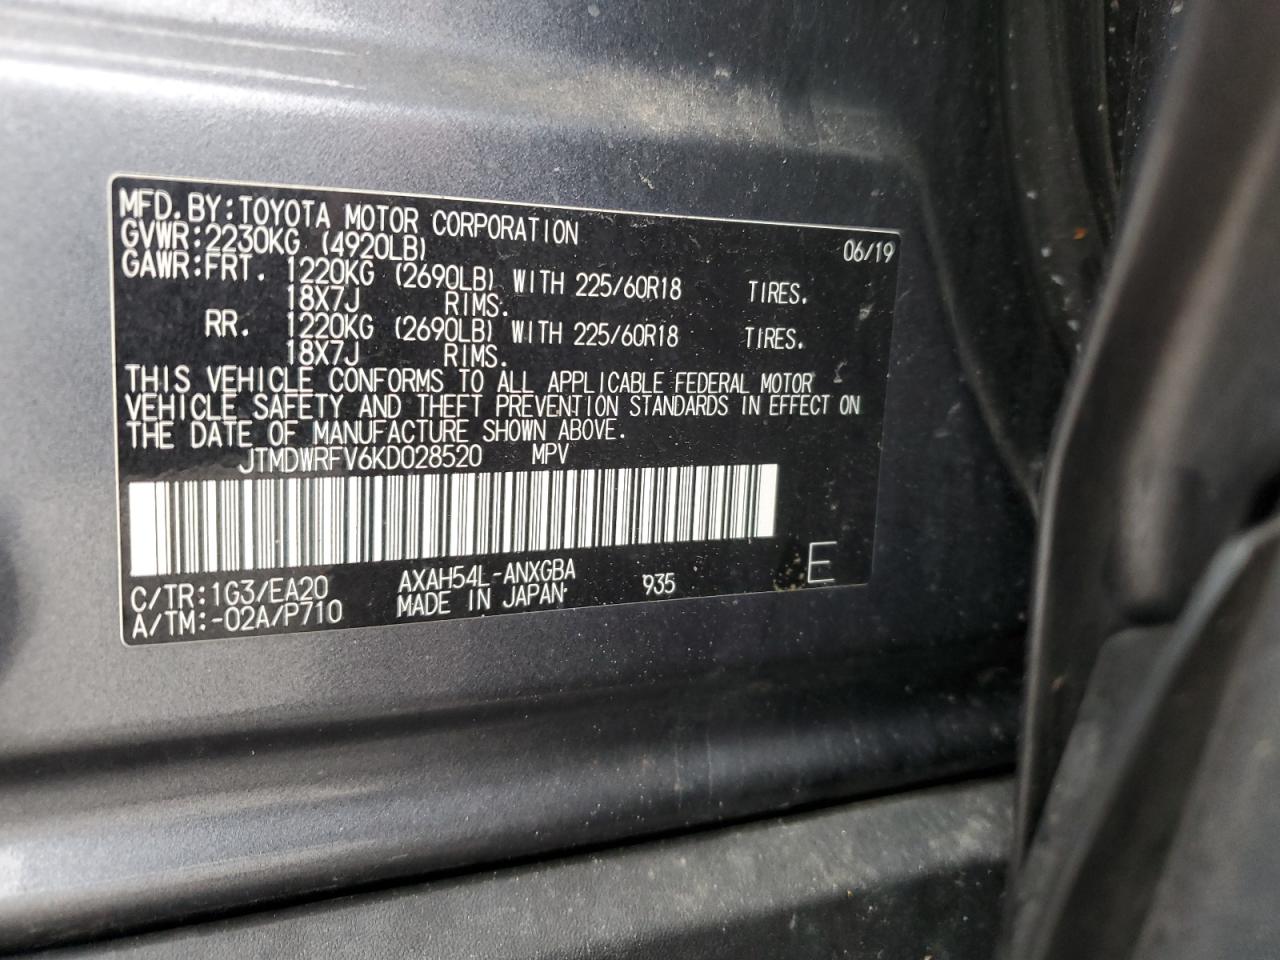 MFD.BY:TOYOTA MOTOR CORPORATION 06/19
GVWR:2230KG (4920LB)
GAWR:FRT. 1220KG (2690LB) WITH 225/60R18 TIRES.
18X7J RIMS.
RR. 1220KG (2690LB) WITH 225/60R18 TIRES.
18X7J RIMS.
THIS VEHICLE CONFORMS TO ALL APPLICABLE FEDERAL MOTOR
VEHICLE SAFETY AND THEFT PREVENTION STANDARDS IN EFFECT ON
THE DATE OF MANUFACTURE SHOWN ABOVE.
JTMDWRFV6KD028520 MPV
C/TR:1G3/EA20 AXAH54L-ANXGBA 935 E
A/TM:-02A/P710 MADE IN JAPAN